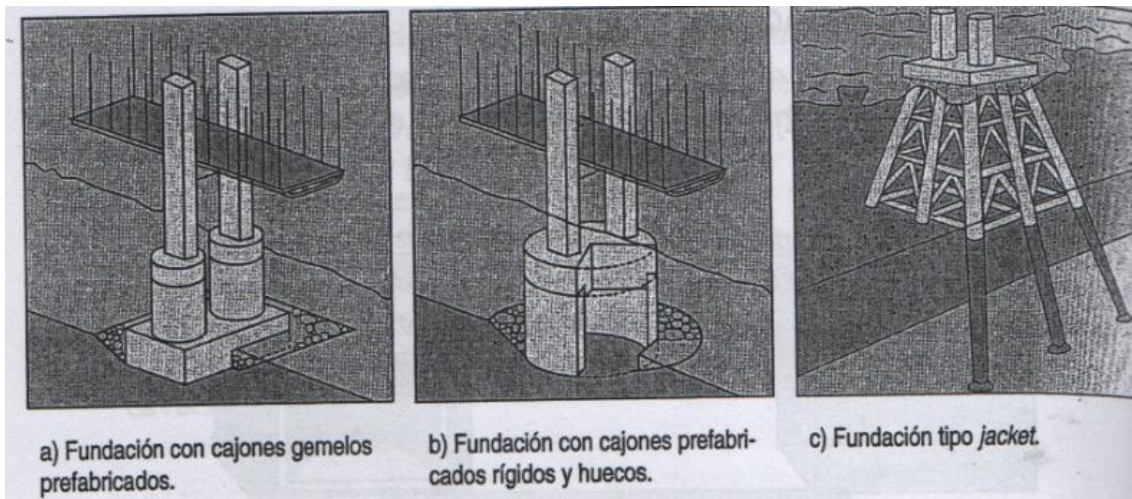 a) Fundación con cajones gemelos
prefabricados.
b) Fundación con cajones prefabri-
cados rígidos y huecos.
c) Fundación tipo jacket.